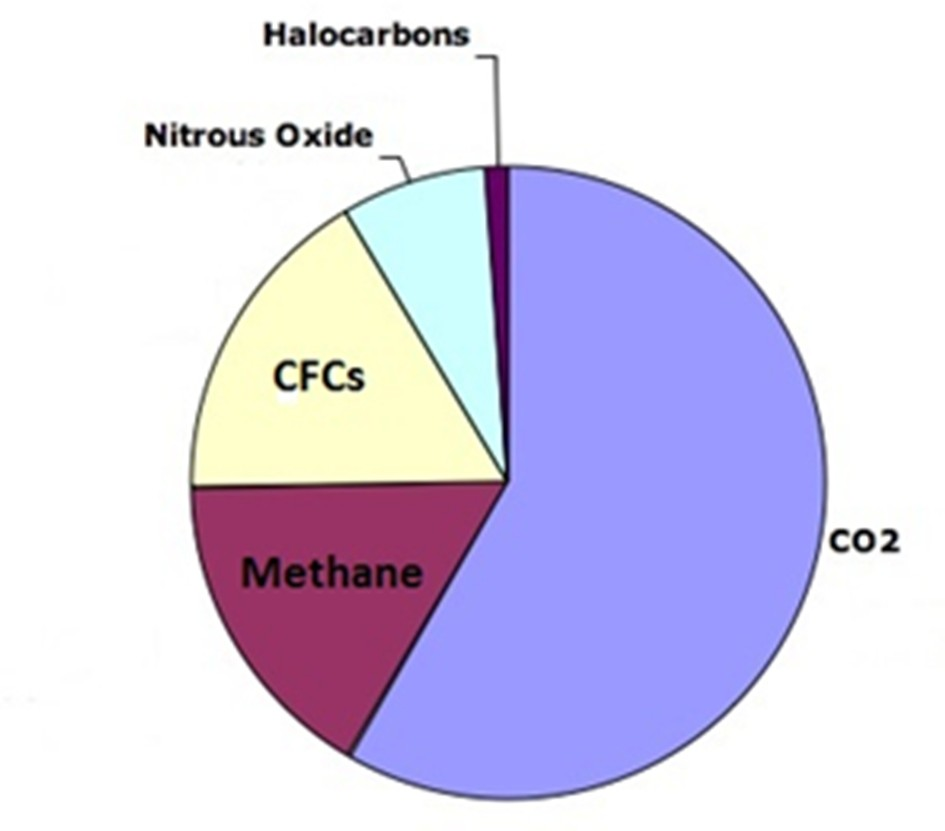 Halocarbons
Nitrous Oxide
CFCs
CO2
Methane